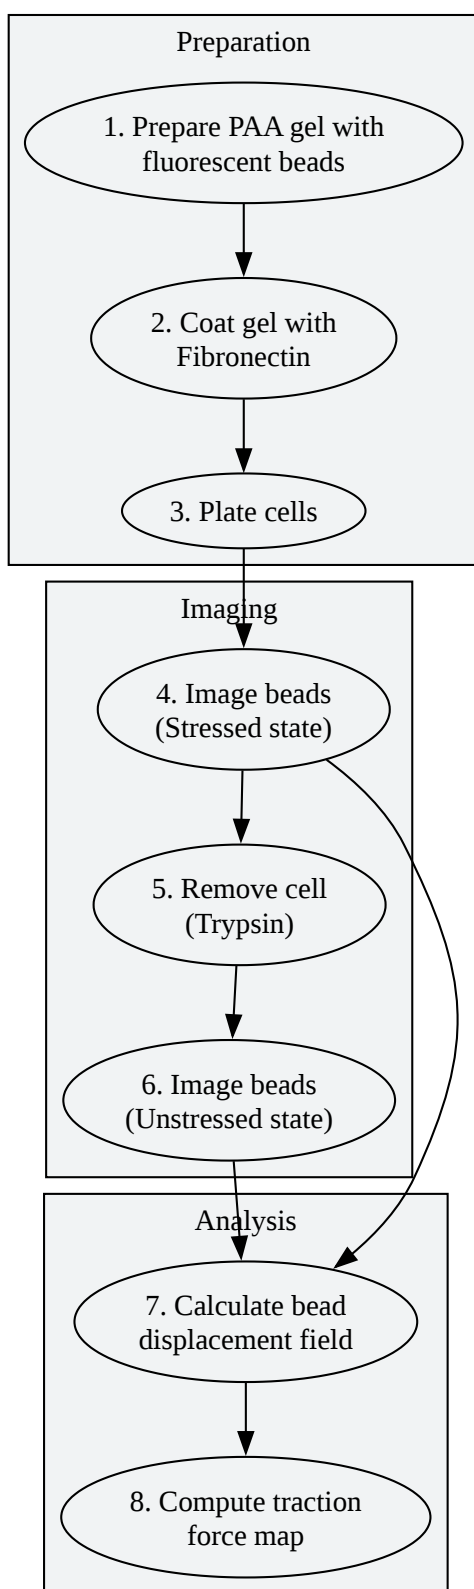 Preparation
1. Prepare PAA gel with
fluorescent beads
2. Coat gel with
Fibronectin
3. Plate cells
Imaging
4. Image beads
(Stressed state)
5. Remove cell
(Trypsin)
6. Image beads
(Unstressed state)
Analysis
7. Calculate bead
displacement field
8. Compute traction
force map